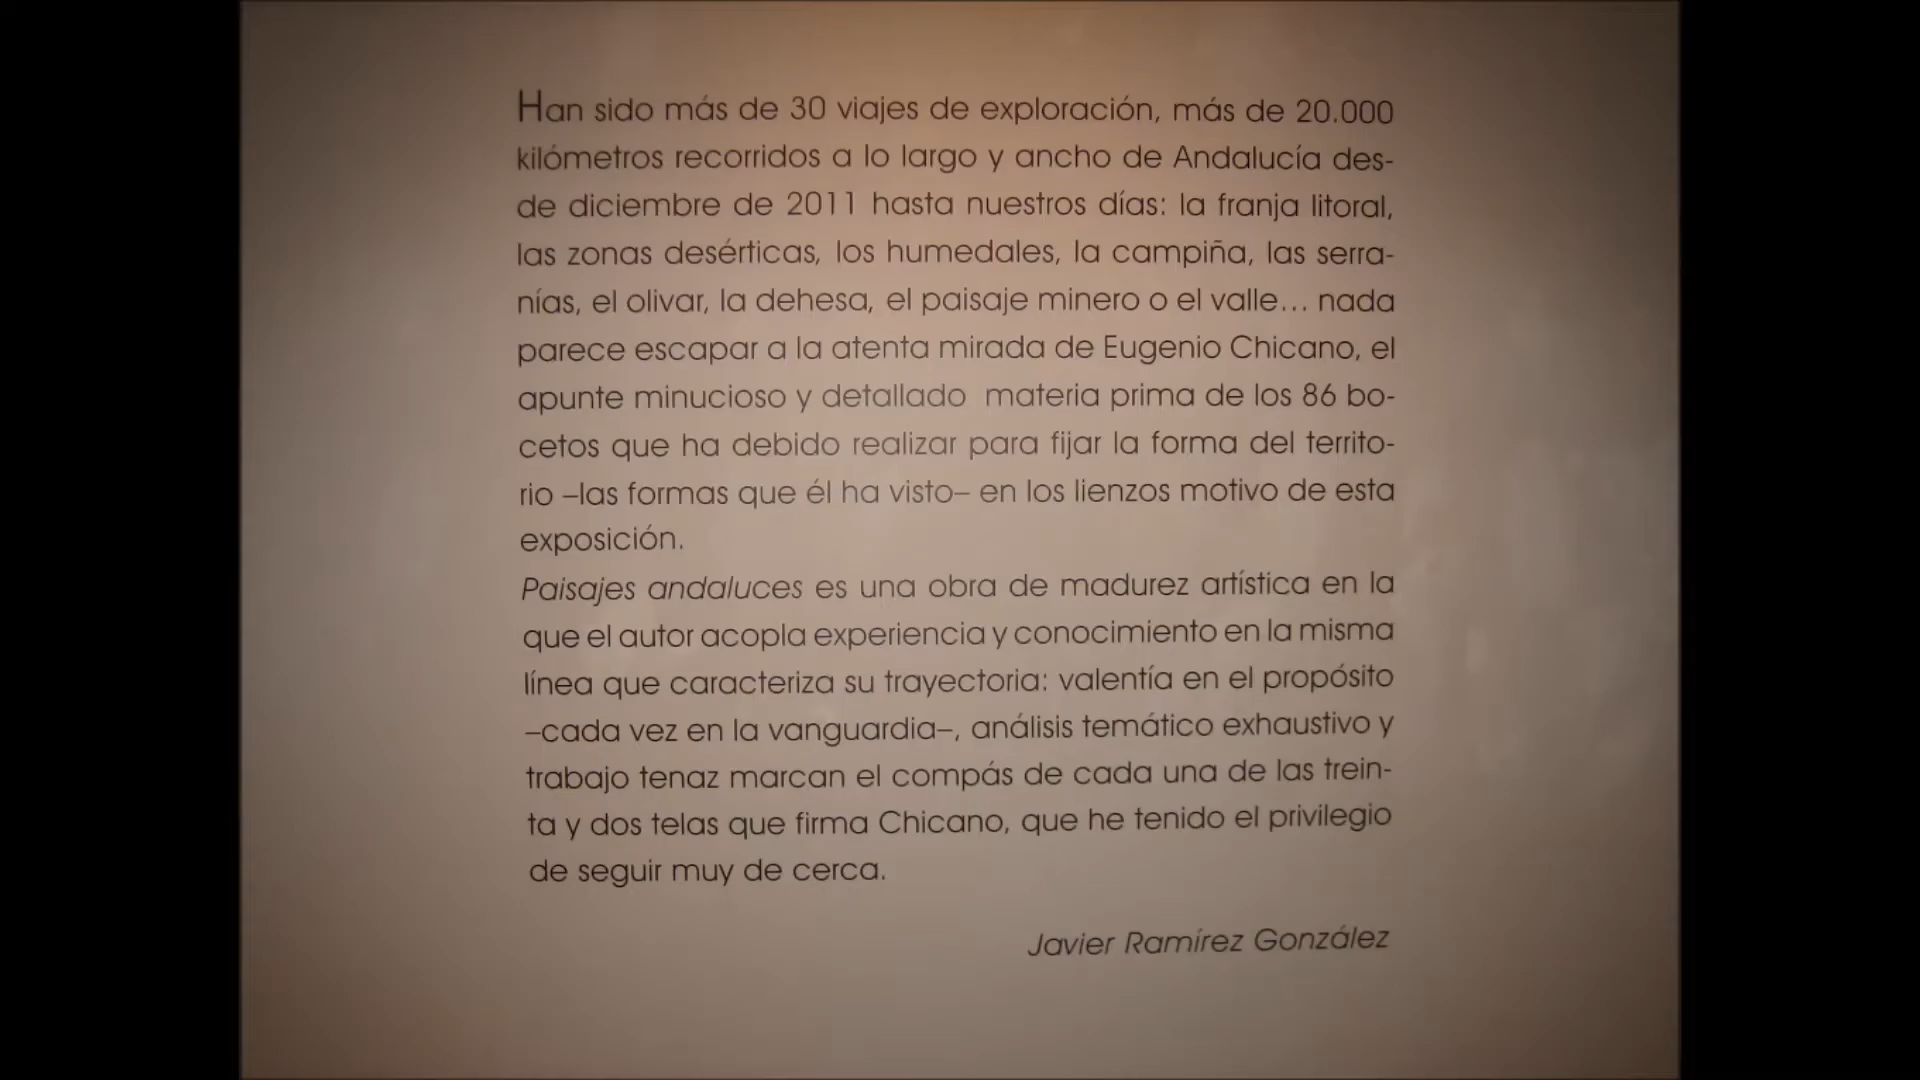 Han sido más de 30 viajes de exploración, más de 20.000
kilómetros recorridos a lo largo y ancho de Andalucía des-
de diciembre de 2011 hasta nuestros días: la franja litoral,
las zonas desérticas, los humedales, la campiña, las serra-
nías, el olivar, la dehesa, el paisaje minero o el valle... nada
parece escapar a la atenta mirada de Eugenio Chicano, el
apunte minucioso y detallado materia prima de los 86 bo-
cetos que ha debido realizar para fijar la forma del territo-
rio –las formas que él ha visto– en los lienzos motivo de esta
exposición.
Paisajes andaluces es una obra de madurez artística en la
que el autor acopla experiencia y conocimiento en la misma
línea que caracteriza su trayectoria: valentía en el propósito
–cada vez en la vanguardia–, análisis temático exhaustivo y
trabajo tenaz marcan el compás de cada una de las trein-
ta y dos telas que firma Chicano, que he tenido el privilegio
de seguir muy de cerca.
Javier Ramírez González